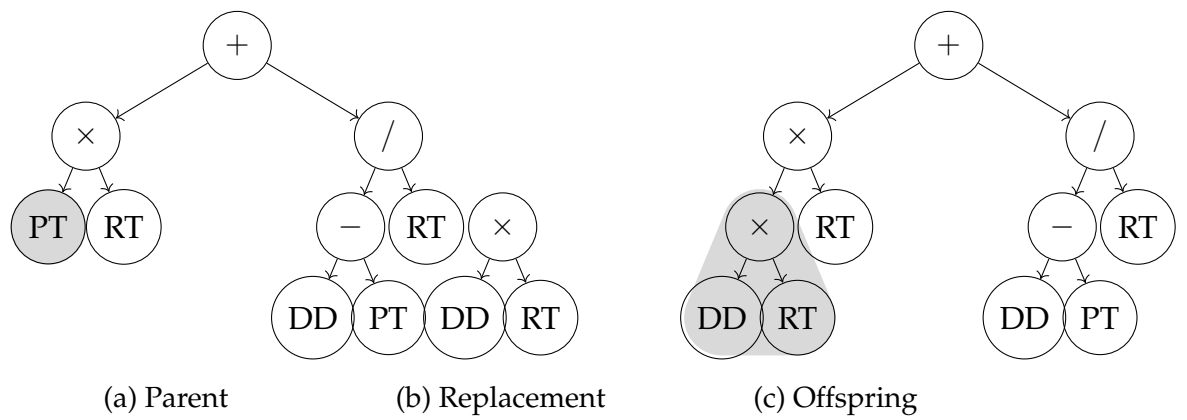 + +
× / × /
PT RT − RT × × RT − RT
DD PT DD RT DD RT DD PT
(a) Parent (b) Replacement (c) Offspring